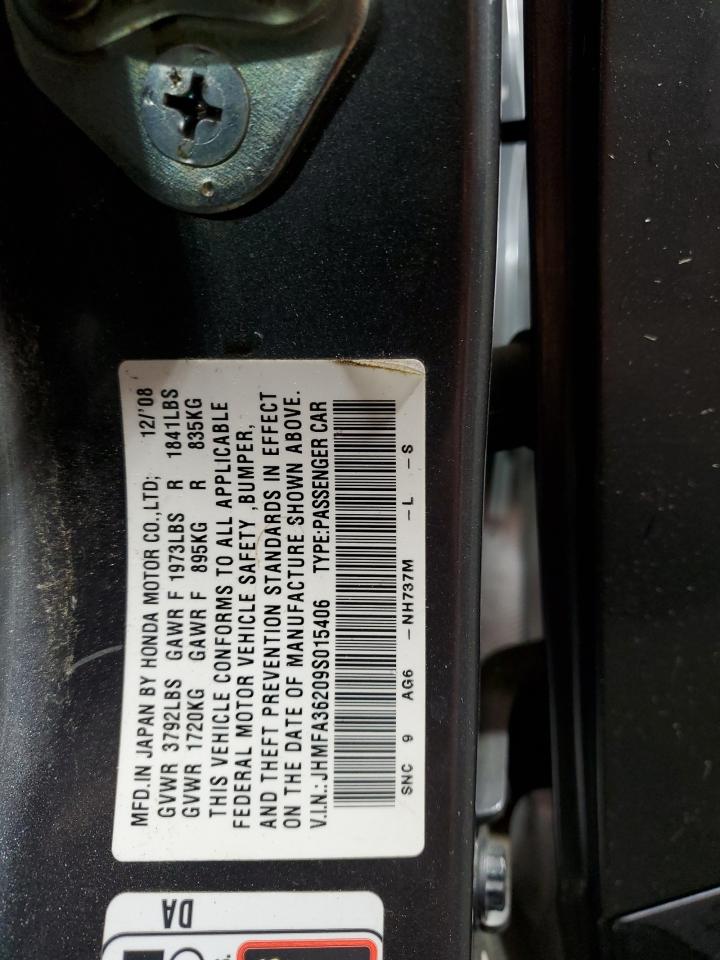 MFD.IN JAPAN BY HONDA MOTOR CO.,LTD; 12/'08
GVWR 3792LBS GAWR F 1973LBS R 1841LBS
GVWR 1720KG GAWR F 895KG R 835KG
THIS VEHICLE CONFORMS TO ALL APPLICABLE
FEDERAL MOTOR VEHICLE SAFETY ,BUMPER,
AND THEFT PREVENTION STANDARDS IN EFFECT
ON THE DATE OF MANUFACTURE SHOWN ABOVE.
V.I.N.: JHMFA36209S015406 TYPE:PASSENGER CAR
SNC 9 AG6 -NH737M -L -S
DA